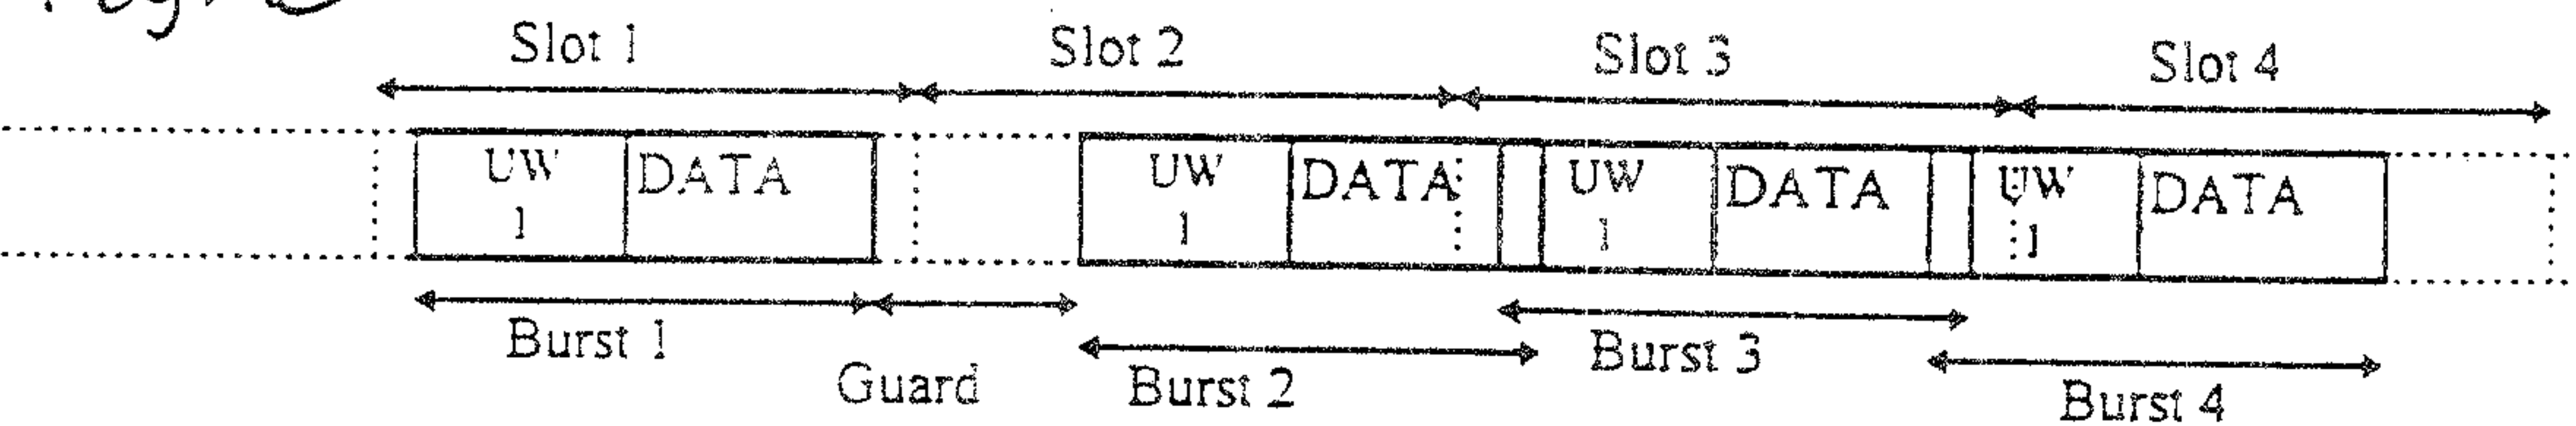 Slot 1 Slot 2 Slot 3 Slot 4
UW DATA UW DATA UW DATA UW DATA
1 1 1 1
Burst 1 Guard Burst 2 Burst 3 Burst 4